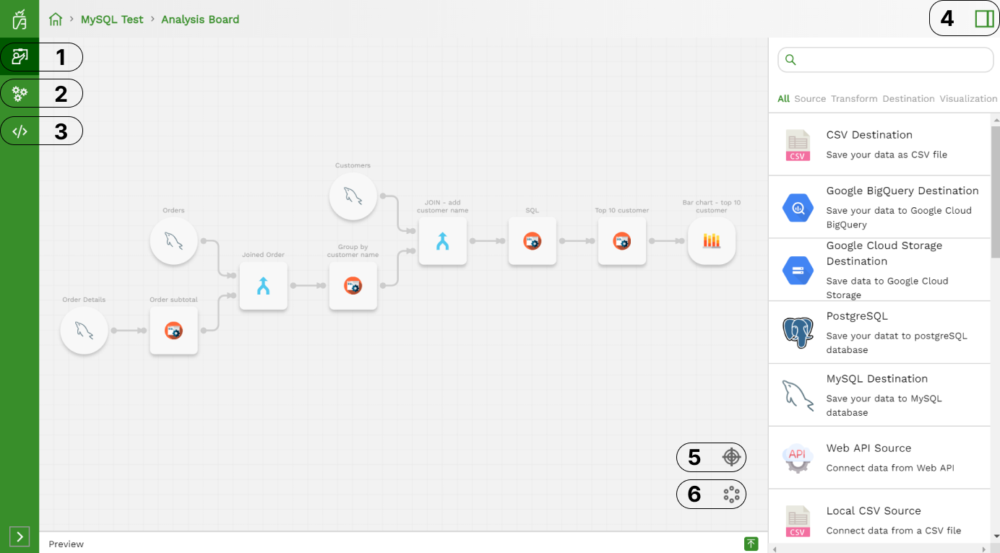 MySQL Test
Analysis Board
4
1
2
3
All Source Transform Destination Visualization
CSV Destination
Save your data as CSV file
Google BigQuery Destination
Save your data to Google Cloud
BigQuery
Google Cloud Storage
Destination
Save data to Google Cloud
Storage
PostgreSQL
Save your datat to postgreSQL
database
MySQL Destination
Save your data to MySQL
database
API
Web API Source
Connect data from Web API
Local CSV Source
Connect data from a CSV file
CSV
CSV
Customers
JOIN - add
customer name
SQL
Top 10 customer
Bar chart - top 10
customer
Orders
Joined Order
Group by
customer name
Order Details
Order subtotal
SQL
SQL
SQL
SQL
5
6
Preview